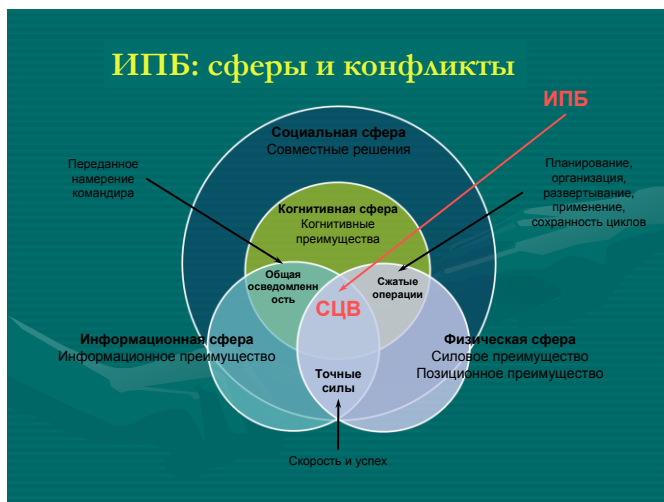 ИПБ: сферы и конфликты
ИПБ
Социальная сфера
Совместные решения
Переданное
намерение
командира
Планирование,
организация,
развертывание,
применение,
сохранность циклов
Когнитивная сфера
Когнитивные
преимущества
Общая
осведомленн
ость
Сжатые
операции
СЦВ
Информационная сфера
Информационное преимущество
Физическая сфера
Силовое преимущество
Позиционное преимущество
Точные
силы
Скорость и успех